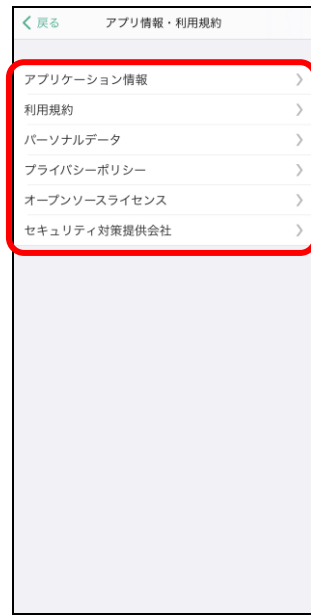 戻る アプリ情報・利用規約
アプリケーション情報
利用規約
パーソナルデータ
プライバシーポリシー
オープンソースライセンス
セキュリティ対策提供会社